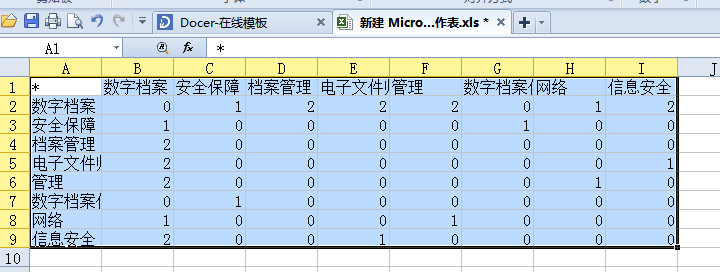 Docer-在线模板 新建 Micro...作表.xls *
A1 fx *
A B C D E F G H I J
1 * 数字档案 安全保障 档案管理 电子文件 管理 数字档案 网络 信息安全
2 数字档案 0 1 2 2 2 0 1 2
3 安全保障 1 0 0 0 0 1 0 0
4 档案管理 2 0 0 0 0 0 0 0
5 电子文件 2 0 0 0 0 0 0 1
6 管理 2 0 0 0 0 0 1 0
7 数字档案 0 1 0 0 0 0 0 0
8 网络 1 0 0 0 1 0 0 0
9 信息安全 2 0 0 1 0 0 0 0
10